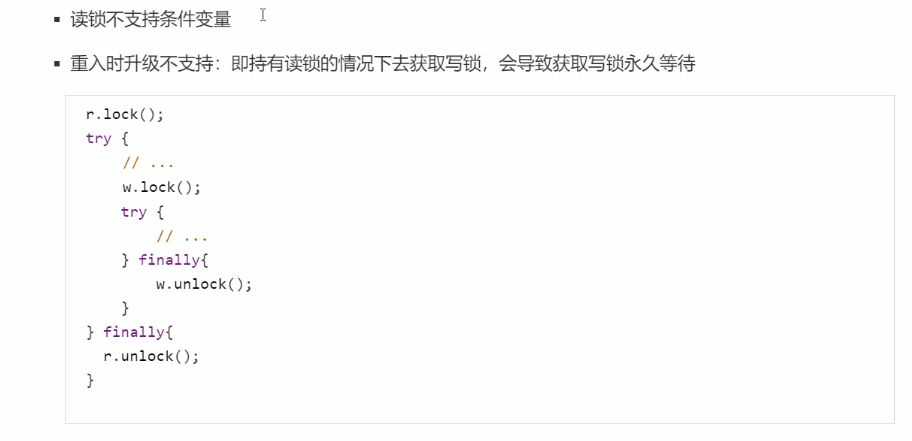 ▪ 读锁不支持条件变量
▪ 重入时升级不支持：即持有读锁的情况下去获取写锁，会导致获取写锁永久等待
r.lock();
try {
    // ...
    w.lock();
    try {
        // ...
    } finally{
        w.unlock();
    }
} finally{
  r.unlock();
}